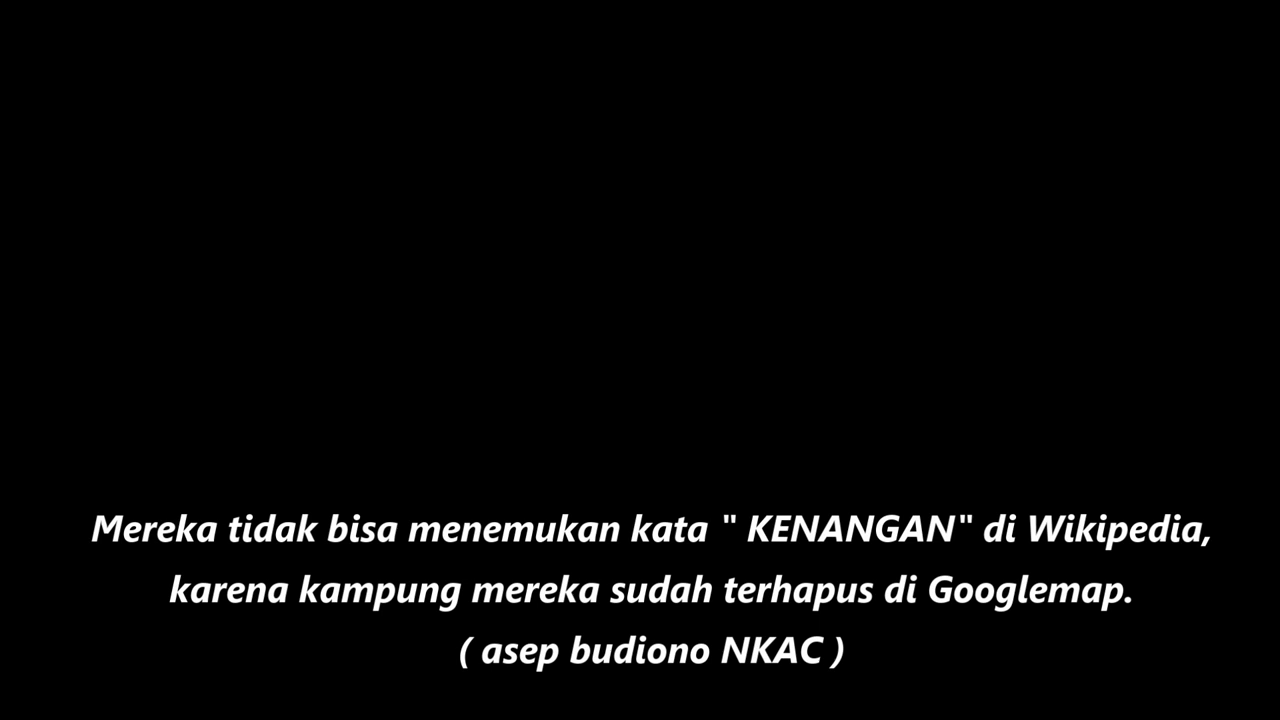 Mereka tidak bisa menemukan kata " KENANGAN" di Wikipedia,
karena kampung mereka sudah terhapus di Googlemap.
( asep budiono NKAC )